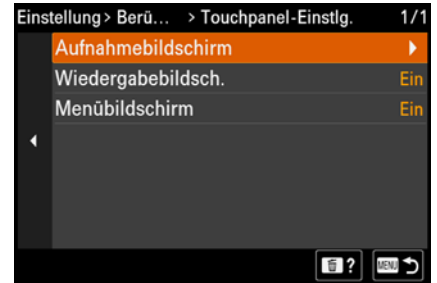 Einstellung> Berü... > Touchpanel-Einstlg. 1/1
Aufnahmebildschirm
Wiedergabebildsch. Ein
Menübildschirm Ein
? MENU